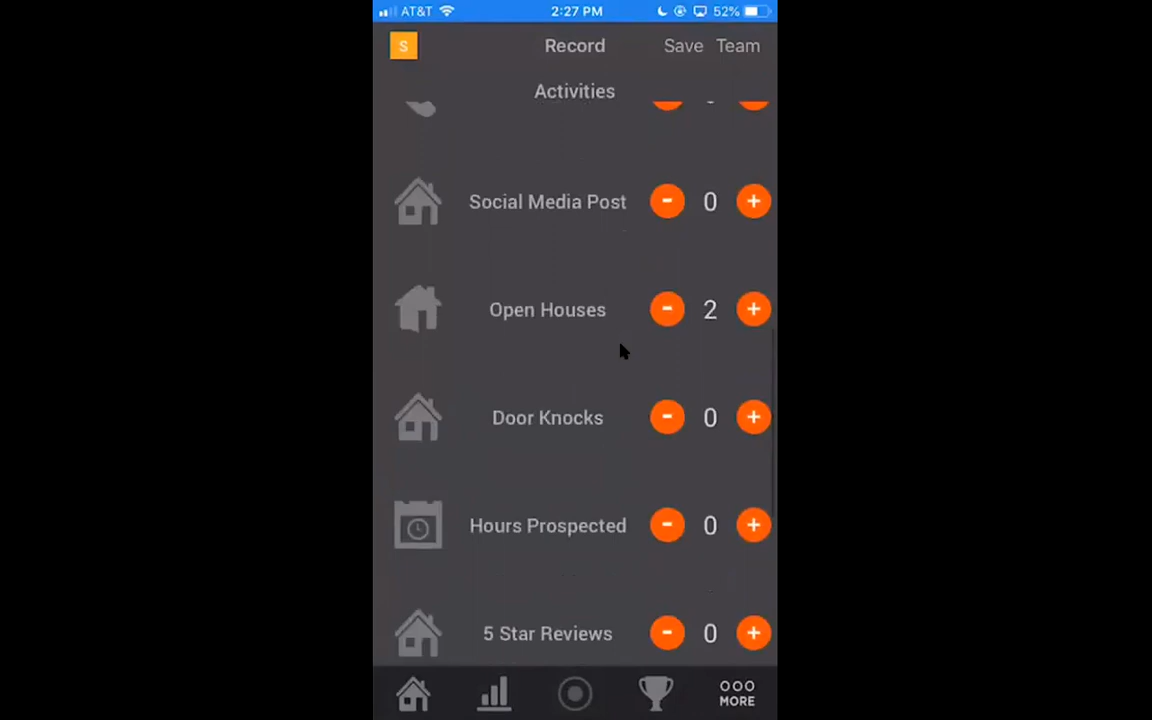 AT&T 2:27 PM 52%
S Record Save Team
Activities
Social Media Post - 0 +
Open Houses - 2 +
Door Knocks - 0 +
Hours Prospected - 0 +
5 Star Reviews - 0 +
MORE